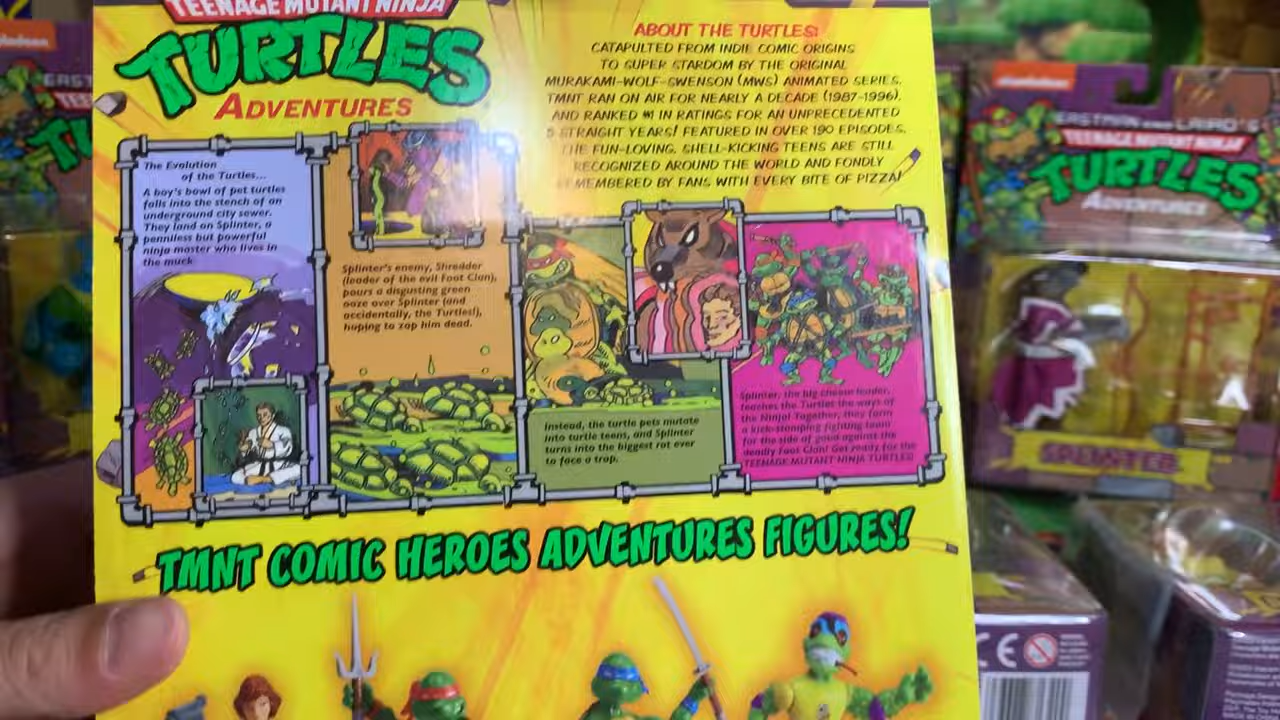 TEENAGE MUTANT NINJA
TURTLES
ADVENTURES
ABOUT THE TURTLES!
CATAPULTED FROM INDIE COMIC ORIGINS
TO SUPER STARDOM BY THE ORIGINAL
MURAKAMI-WOLF-SWENSON (MWS) ANIMATED SERIES.
TMNT RAN ON AIR FOR NEARLY A DECADE (1987-1996),
AND RANKED #1 IN RATINGS FOR AN UNPRECEDENTED
5 STRAIGHT YEARS! FEATURED IN OVER 190 EPISODES,
THE FUN-LOVING, SHELL-KICKING TEENS ARE STILL
RECOGNIZED AROUND THE WORLD AND FONDLY
REMEMBERED BY FANS WITH EVERY BITE OF PIZZA!
The Evolution
of the Turtles...
A boy's bowl of pet turtles
falls into the stench of an
underground city sewer.
They land on Splinter, a
penniless but powerful
ninja master who lives in
the muck
Splinter's enemy, Shredder
(leader of the evil Foot Clan),
pours a disgusting green
ooze over Splinter (and
accidentally, the Turtles!),
hoping to zap him dead.
Instead, the turtle pets mutate
into turtle teens, and Splinter
turns into the biggest rat ever
to face a trap.
Splinter, the big cheese leader,
teaches the Turtles the ways of
the Ninja! Together, they form
a kick-stomping fighting team
for the side of good against the
deadly Foot Clan! Get ready for the
TEENAGE MUTANT NINJA TURTLES!
TMNT COMIC HEROES ADVENTURES FIGURES!
nickelodeon
EASTMAN AND LAIRD'S
TEENAGE MUTANT NINJA
TURTLES
ADVENTURES
SPLINTER
CE